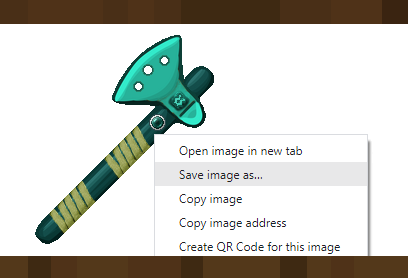 Open image in new tab
Save image as...
Copy image
Copy image address
Create QR Code for this image